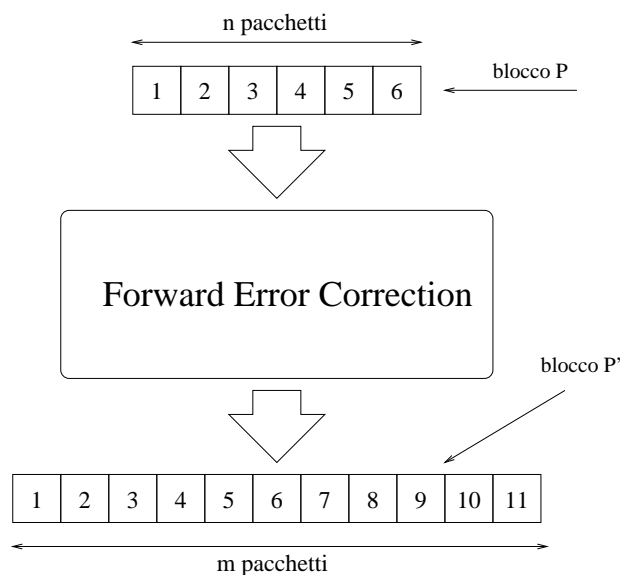 n pacchetti
blocco P
1 2 3 4 5 6
Forward Error Correction
blocco P'
1 2 3 4 5 6 7 8 9 10 11
m pacchetti